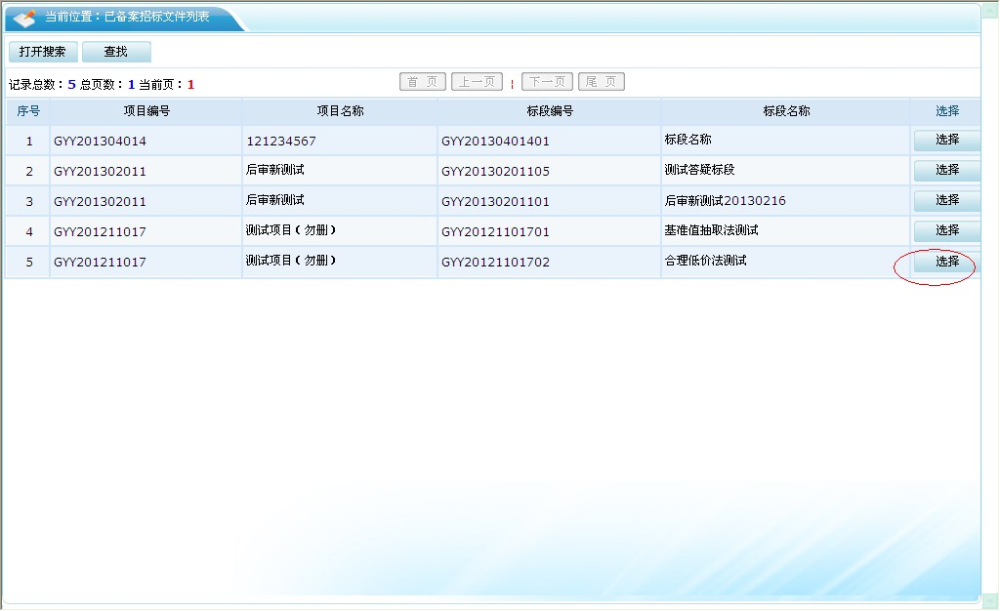 当前位置：已备案招标文件列表
打开搜索 查找
记录总数：5 总页数：1 当前页：1 首 页 上一页 ¦ 下一页 尾 页
序号 项目编号 项目名称 标段编号 标段名称 选择
1 GYY201304014 121234567 GYY20130401401 标段名称 选择
2 GYY201302011 后审新测试 GYY20130201105 测试答疑标段 选择
3 GYY201302011 后审新测试 GYY20130201101 后审新测试20130216 选择
4 GYY201211017 测试项目（勿删） GYY20121101701 基准值抽取法测试 选择
5 GYY201211017 测试项目（勿删） GYY20121101702 合理低价法测试 选择